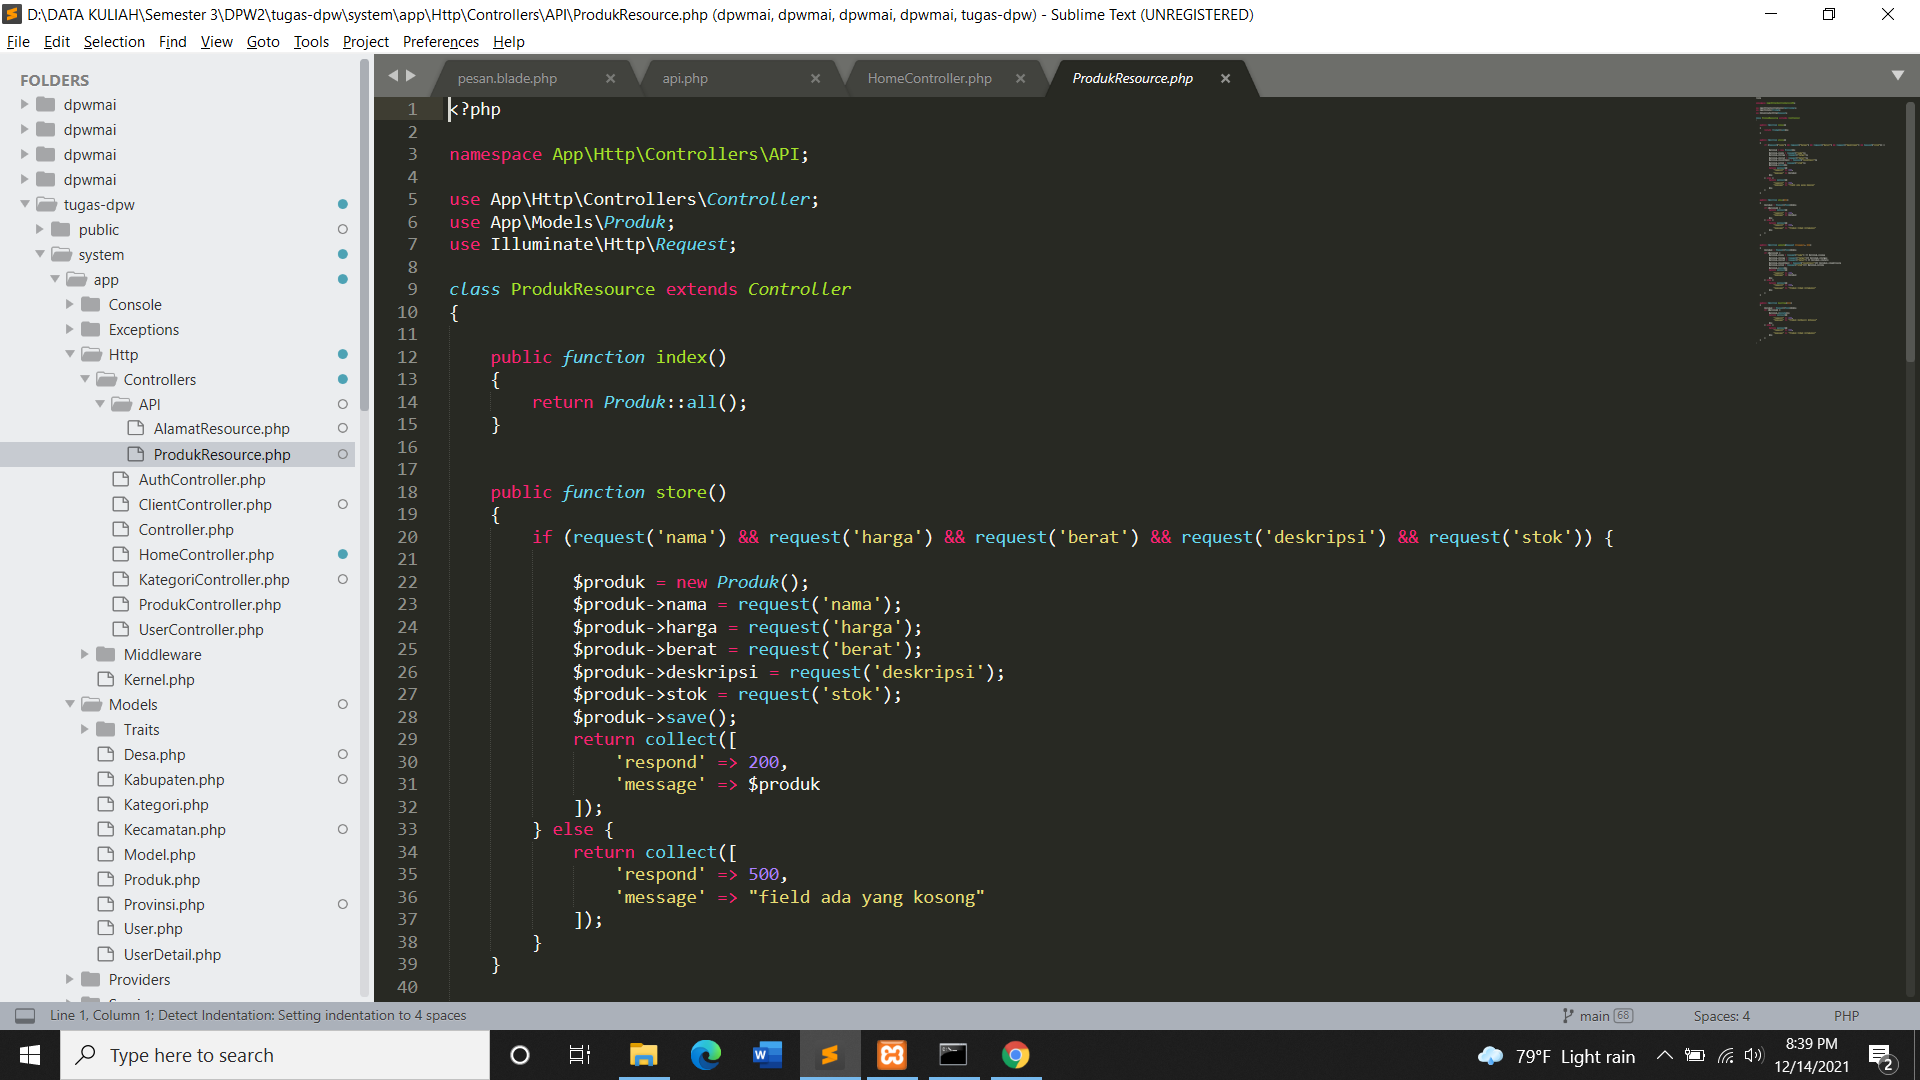 D:\DATA KULIAH\Semester 3\DPW2\tugas-dpw\system\app\Http\Controllers\API\ProdukResource.php (dpwmai, dpwmai, dpwmai, dpwmai, tugas-dpw) - Sublime Text (UNREGISTERED)
File Edit Selection Find View Goto Tools Project Preferences Help
FOLDERS
dpwmai
dpwmai
dpwmai
dpwmai
tugas-dpw
public
system
app
Console
Exceptions
Http
Controllers
API
AlamatResource.php
ProdukResource.php
AuthController.php
ClientController.php
Controller.php
HomeController.php
KategoriController.php
ProdukController.php
UserController.php
Middleware
Kernel.php
Models
Traits
Desa.php
Kabupaten.php
Kategori.php
Kecamatan.php
Model.php
Produk.php
Provinsi.php
User.php
UserDetail.php
Providers
pesan.blade.php api.php HomeController.php ProdukResource.php
1 <?php
2
3 namespace App\Http\Controllers\API;
4
5 use App\Http\Controllers\Controller;
6 use App\Models\Produk;
7 use Illuminate\Http\Request;
8
9 class ProdukResource extends Controller
10 {
11
12     public function index()
13     {
14         return Produk::all();
15     }
16
17
18     public function store()
19     {
20         if (request('nama') && request('harga') && request('berat') && request('deskripsi') && request('stok')) {
21
22             $produk = new Produk();
23             $produk->nama = request('nama');
24             $produk->harga = request('harga');
25             $produk->berat = request('berat');
26             $produk->deskripsi = request('deskripsi');
27             $produk->stok = request('stok');
28             $produk->save();
29             return collect([
30                 'respond' => 200,
31                 'message' => $produk
32             ]);
33         } else {
34             return collect([
35                 'respond' => 500,
36                 'message' => "field ada yang kosong"
37             ]);
38         }
39     }
40
Line 1, Column 1; Detect Indentation: Setting indentation to 4 spaces
main 68 Spaces: 4 PHP
Type here to search
79°F Light rain
8:39 PM
12/14/2021
2